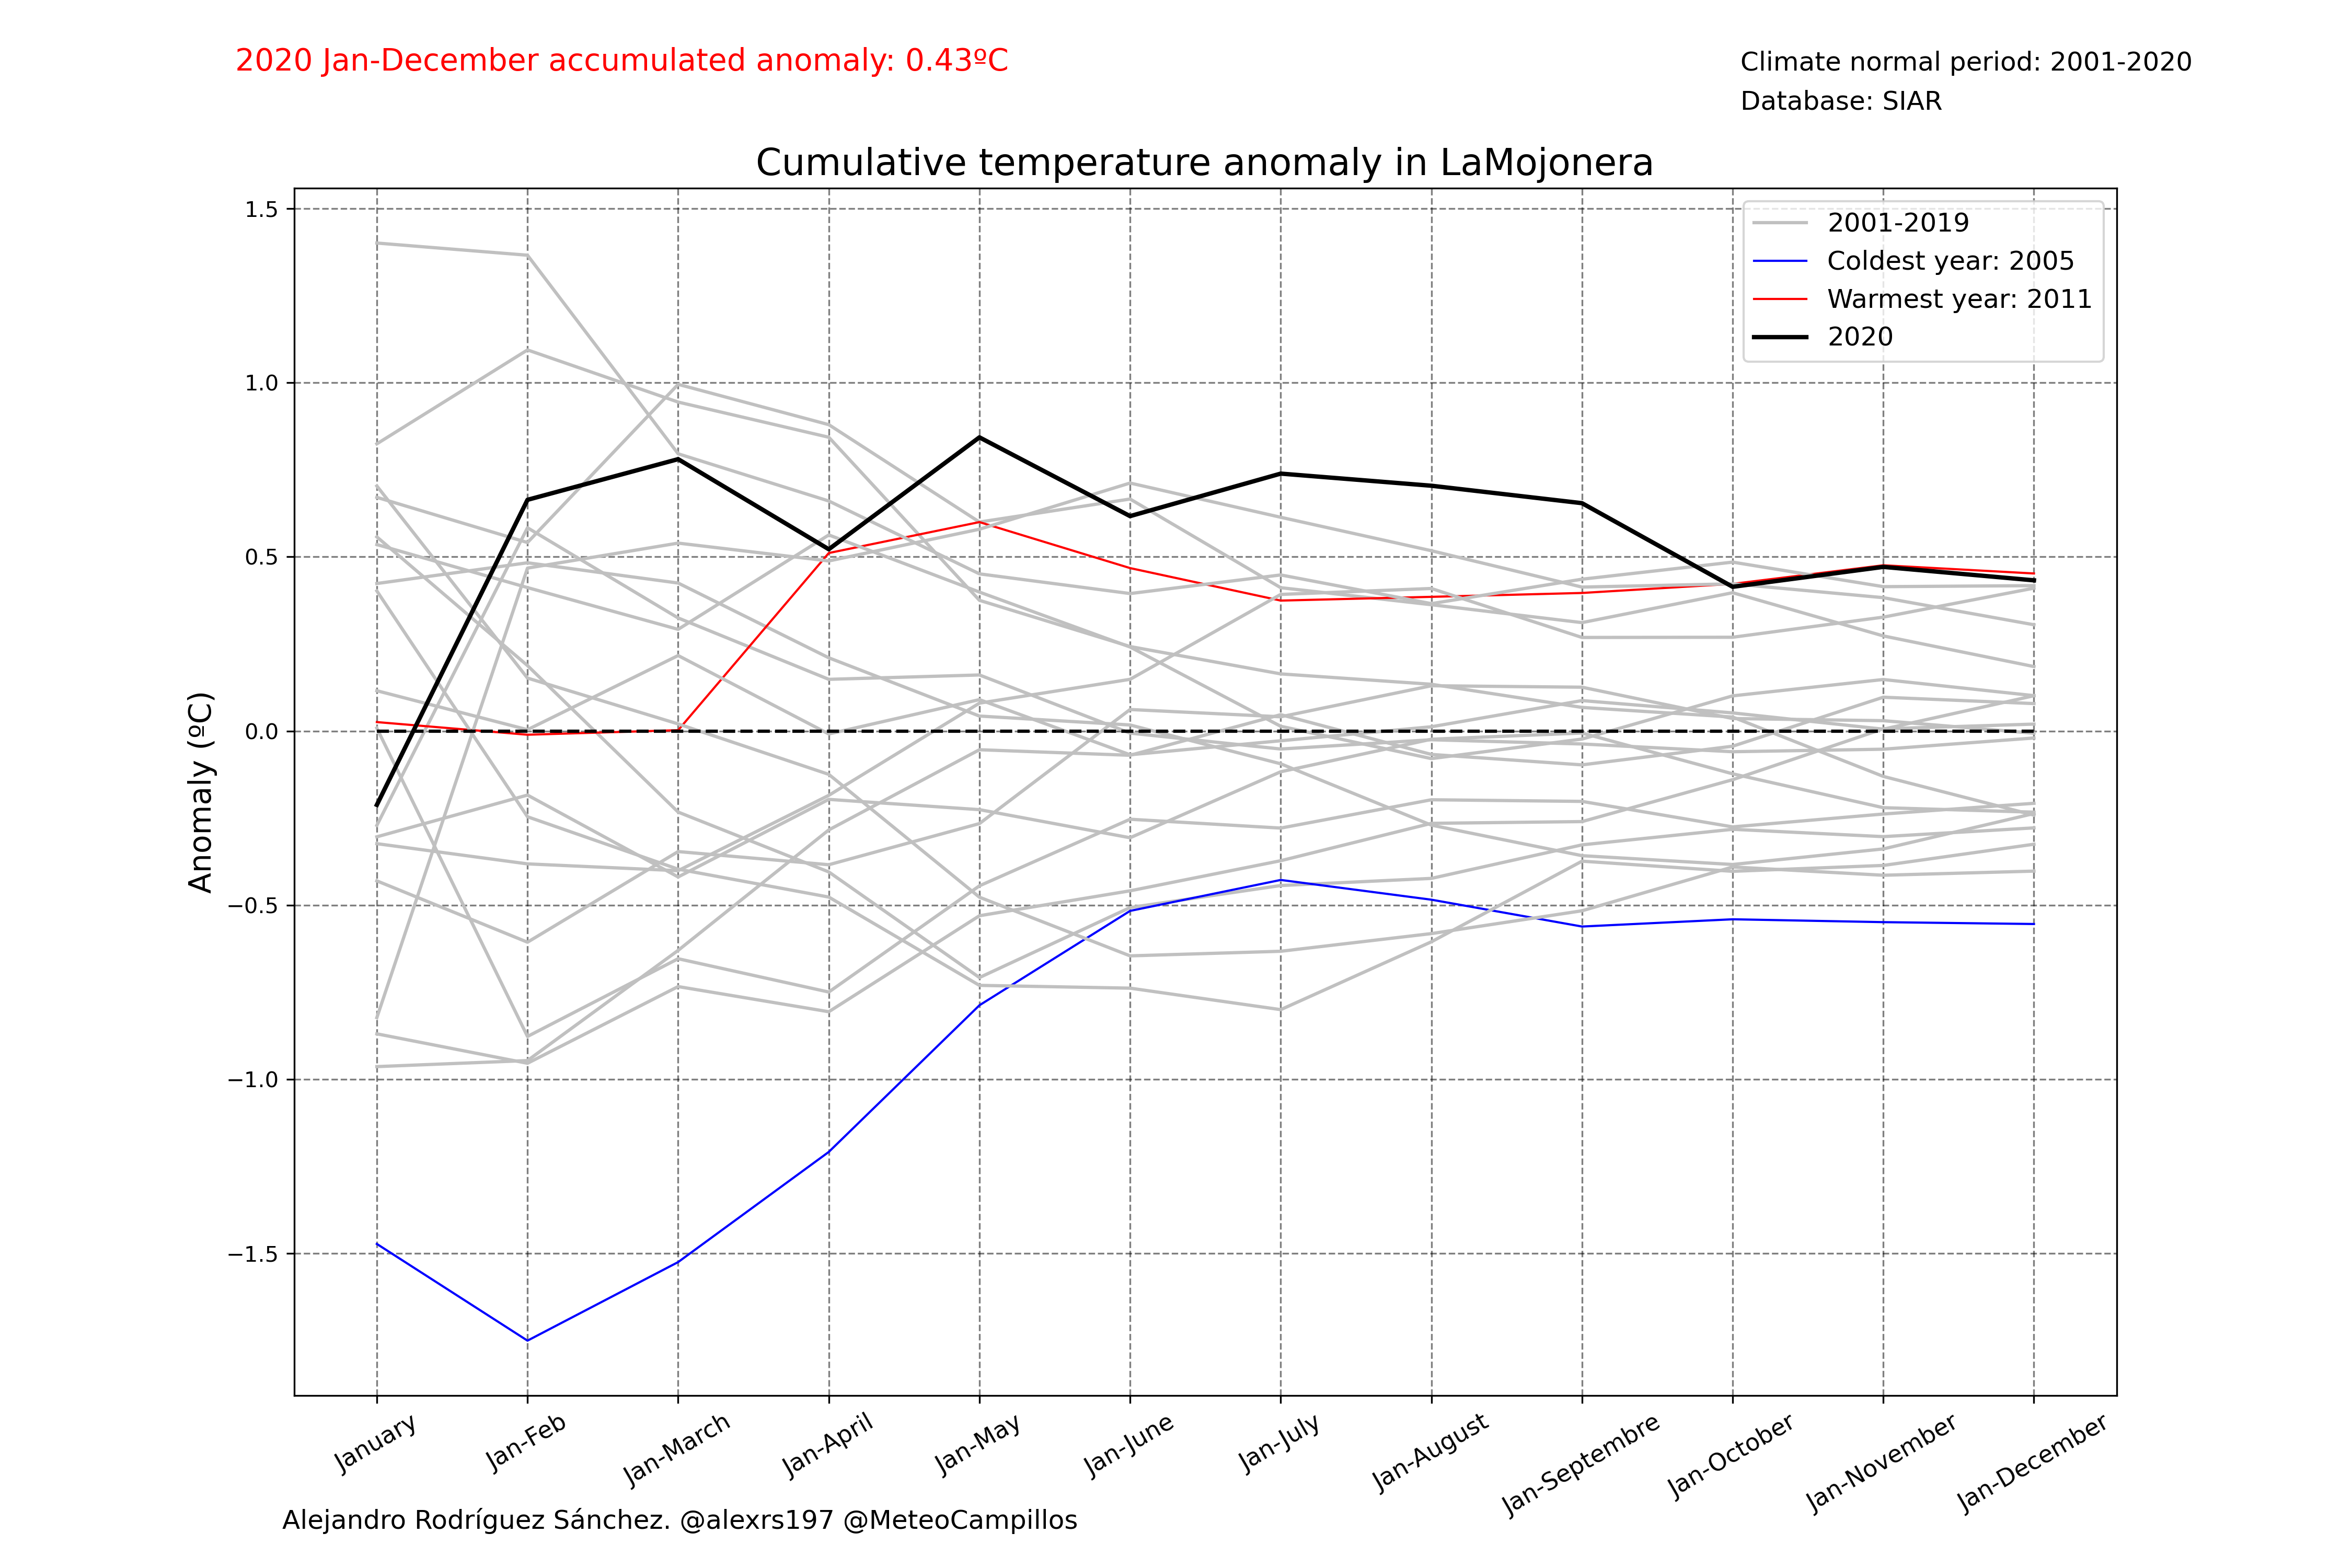 2020 Jan-December accumulated anomaly: 0.43ºC
Climate normal period: 2001-2020
Database: SIAR
Cumulative temperature anomaly in LaMojonera
2001-2019
Coldest year: 2005
Warmest year: 2011
2020
Anomaly (ºC)
1.5
1.0
0.5
0.0
−0.5
−1.0
−1.5
January
Jan-Feb
Jan-March
Jan-April
Jan-May
Jan-June
Jan-July
Jan-August
Jan-Septembre
Jan-October
Jan-November
Jan-December
Alejandro Rodríguez Sánchez. @alexrs197 @MeteoCampillos